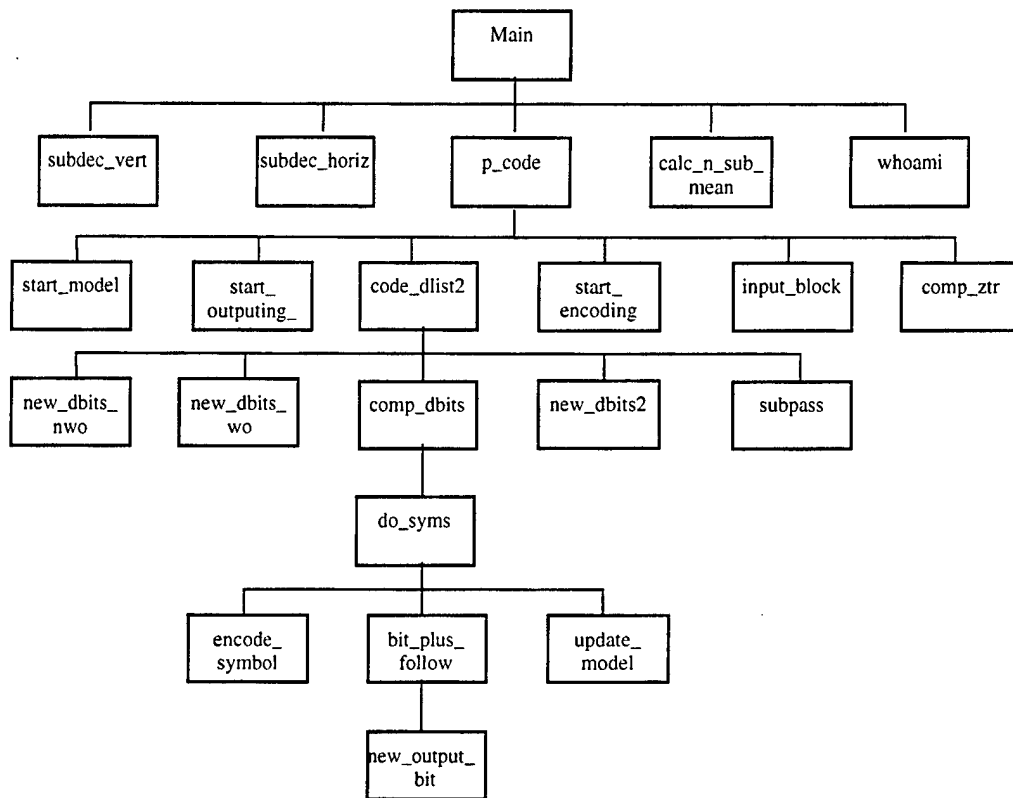 Main
subdec_vert
subdec_horiz
p_code
calc_n_sub_
mean
whoami
start_model
start_
outputing_
code_dlist2
start_
encoding
input_block
comp_ztr
new_dbits_
nwo
new_dbits_
wo
comp_dbits
new_dbits2
subpass
do_syms
encode_
symbol
bit_plus_
follow
update_
model
new_output_
bit